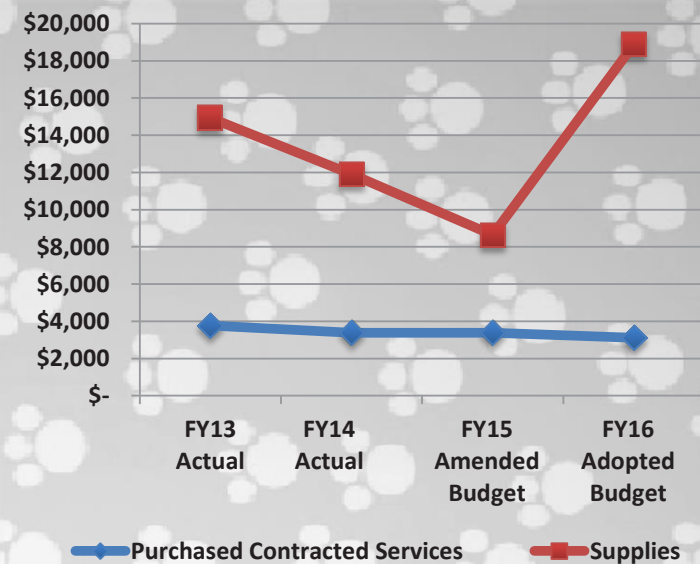 $20,000
$18,000
$16,000
$14,000
$12,000
$10,000
$8,000
$6,000
$4,000
$2,000
$-
FY13 FY14 FY15 FY16
Actual Actual Amended Adopted
Budget Budget
Purchased Contracted Services Supplies